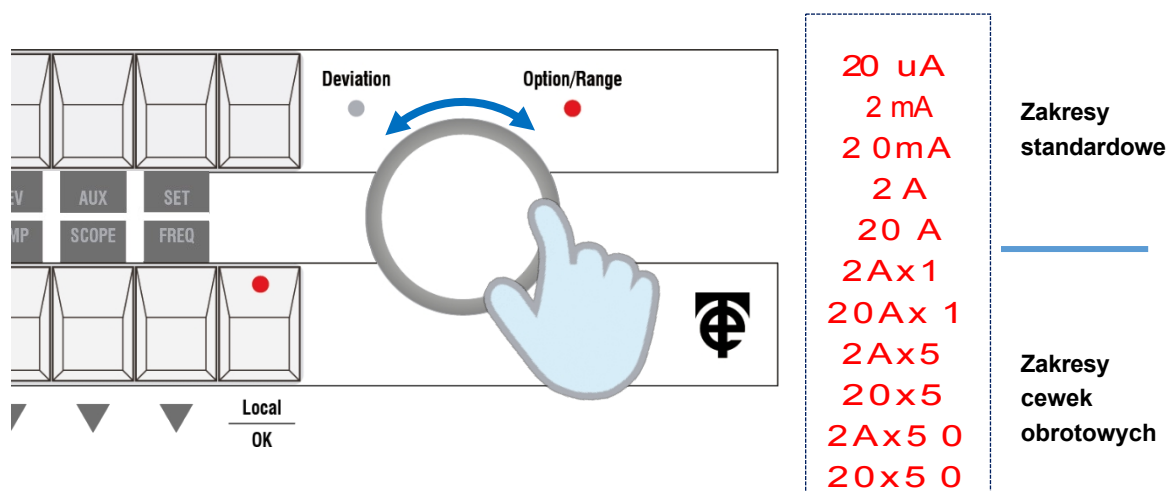 Deviation
Option/Range
EV
AUX
SET
MP
SCOPE
FREQ
Local
OK
20 uA
2 mA
20mA
2 A
20 A
2Ax1
20Ax 1
2Ax5
20x5
2Ax5 0
20x5 0
Zakresy
standardowe
Zakresy
cewek
obrotowych